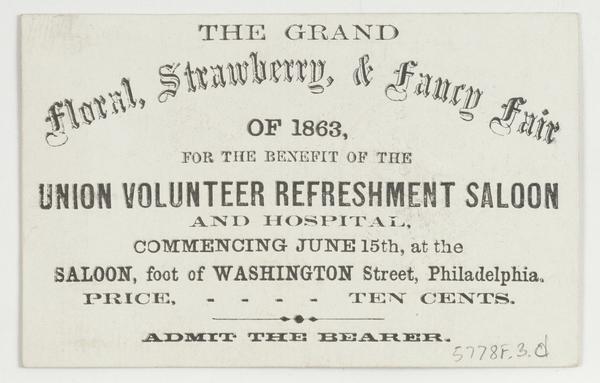 THE GRAND
Floral, Strawberry, & Fancy Fair
OF 1863,
FOR THE BENEFIT OF THE
UNION VOLUNTEER REFRESHMENT SALOON
AND HOSPITAL,
COMMENCING JUNE 15th, at the
SALOON, foot of WASHINGTON Street, Philadelphia.
PRICE, - - - - TEN CENTS.
ADMIT THE BEARER.
5778F.3.d